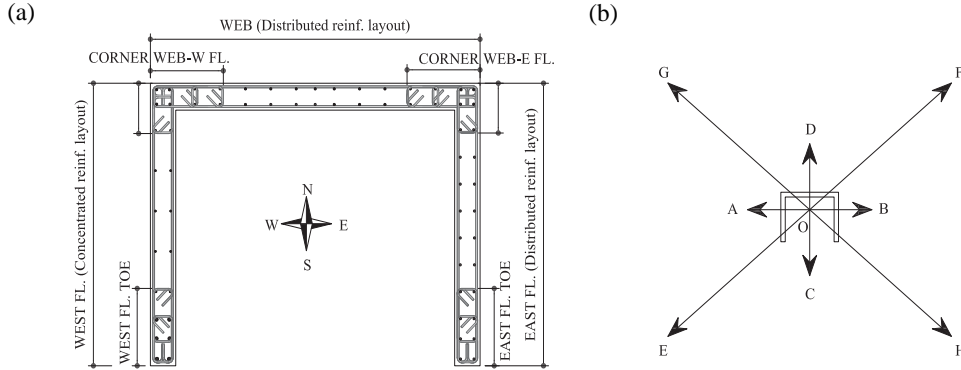 (a)
WEB (Distributed reinf. layout)
CORNER WEB-W FL.
CORNER WEB-E FL.
WEST FL. (Concentrated reinf. layout)
WEST FL. TOE
N
W E
S
EAST FL. TOE
EAST FL. (Distributed reinf layout)
(b)
G F
D
A B
O
C
E H